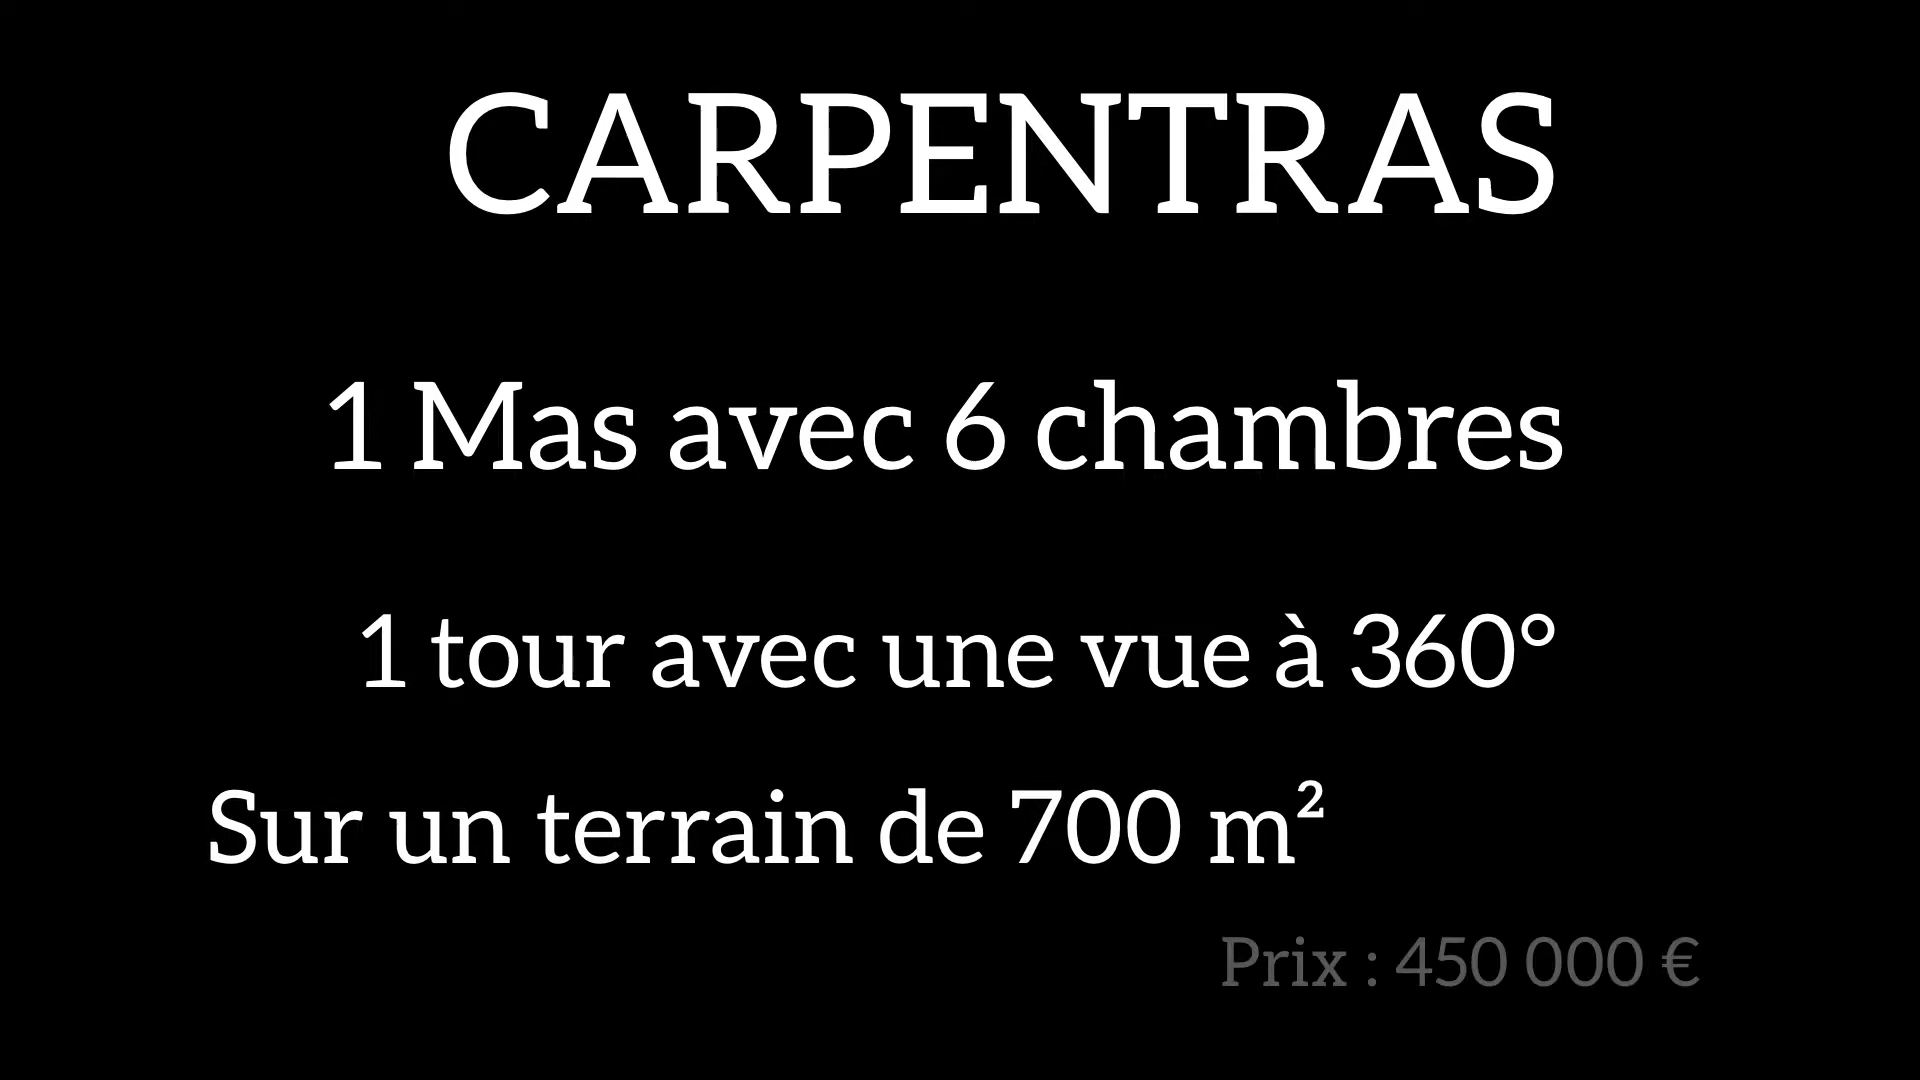 CARPENTRAS
1 Mas avec 6 chambres
1 tour avec une vue à 360°
Sur un terrain de 700 m²
Prix : 450 000 €